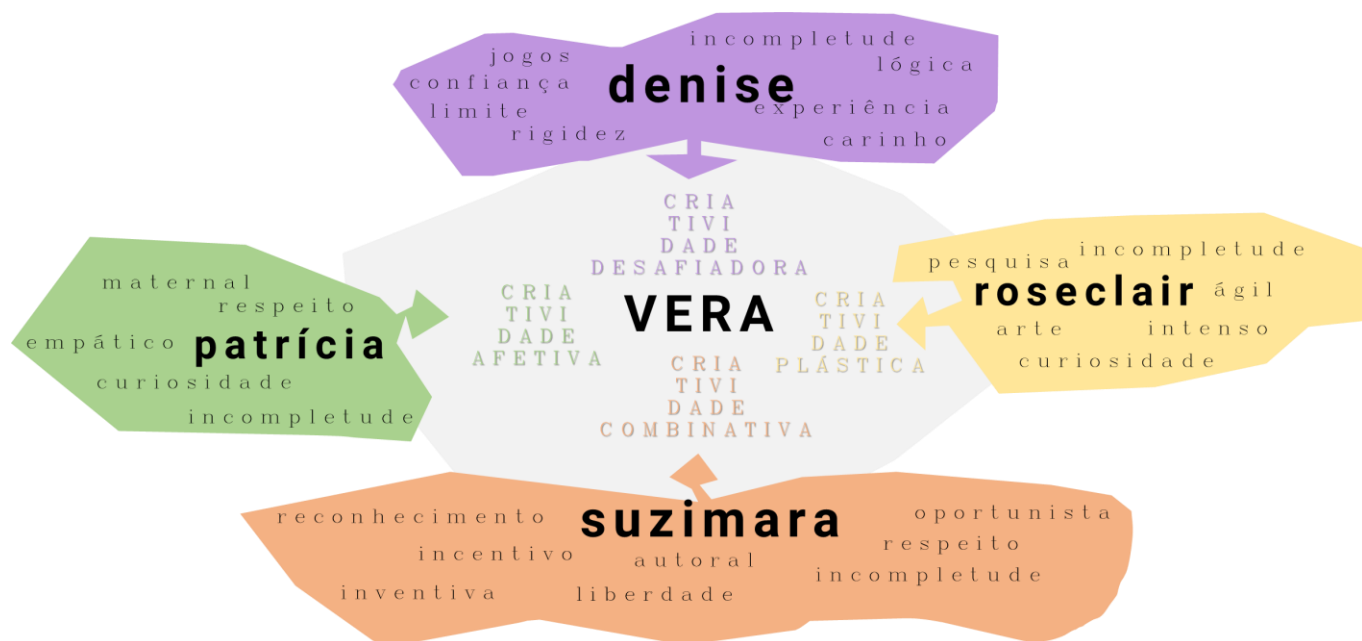 incompletude
jogos
lógica
confiança
denise
limite
experiência
rigidez
carinho
CRIA
TIVI
DADE
DESAFIADORA
maternal
respeito
empático
patrícia
curiosidade
incompletude
CRIA
TIVI
DADE
AFETIVA
VERA
CRIA
TIVI
DADE
PLÁSTICA
incompletude
pesquisa
roseclair
ágil
arte
intenso
curiosidade
CRIA
TIVI
DADE
COMBINATIVA
reconhecimento
suzimara
oportunista
incentivo
autoral
respeito
incompletude
inventiva
liberdade